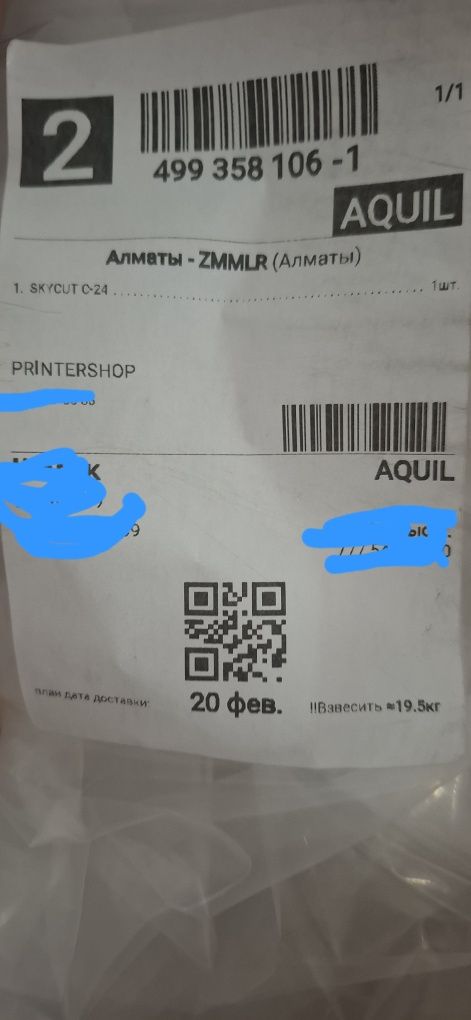 2
1/1
499 358 106 -1
AQUIL
Алматы - ZMMLR (Алматы)
1. SKYCUT C-24 ........................................ 1шт.
PRINTERSHOP
AQUIL
план дата доставки: 20 фев. !!Взвесить ≈19.5кг